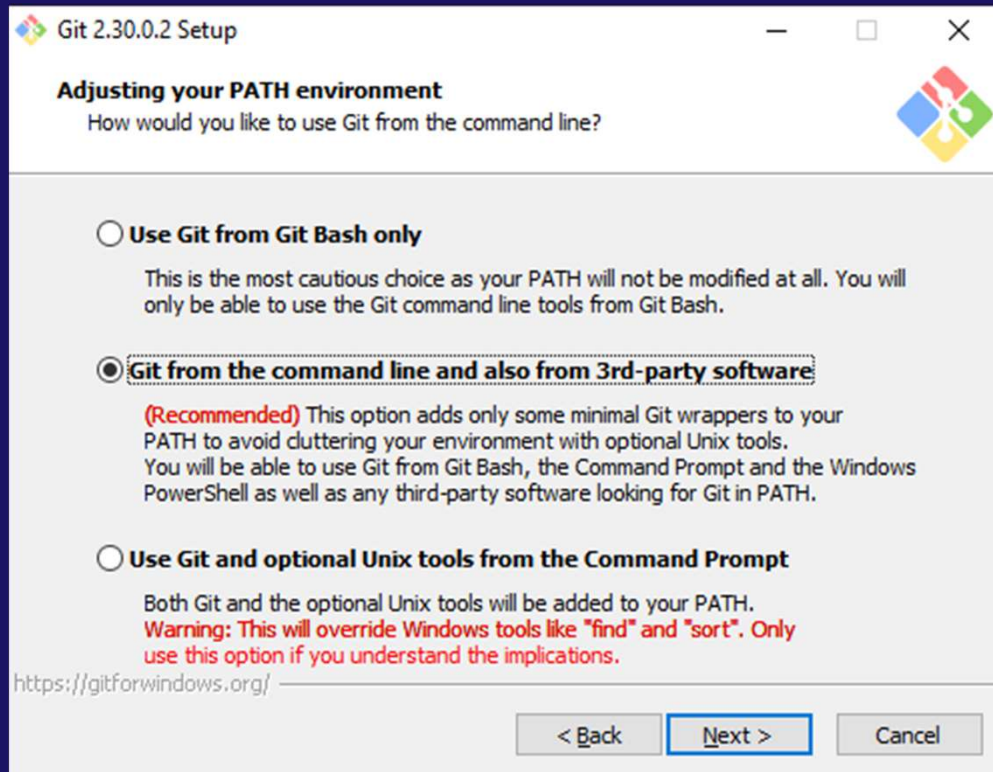 Git 2.30.0.2 Setup
Adjusting your PATH environment
How would you like to use Git from the command line?
Use Git from Git Bash only
This is the most cautious choice as your PATH will not be modified at all. You will
only be able to use the Git command line tools from Git Bash.
Git from the command line and also from 3rd-party software
(Recommended) This option adds only some minimal Git wrappers to your
PATH to avoid cluttering your environment with optional Unix tools.
You will be able to use Git from Git Bash, the Command Prompt and the Windows
PowerShell as well as any third-party software looking for Git in PATH.
Use Git and optional Unix tools from the Command Prompt
Both Git and the optional Unix tools will be added to your PATH.
Warning: This will override Windows tools like "find" and "sort". Only
use this option if you understand the implications.
https://gitforwindows.org/
< Back Next > Cancel